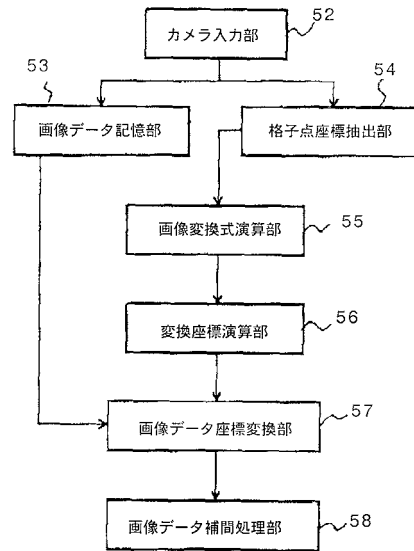 52
カメラ入力部
53
54
画像データ記憶部
格子点座標抽出部
55
画像変換式演算部
56
変換座標演算部
57
画像データ座標変換部
画像データ補間処理部
58